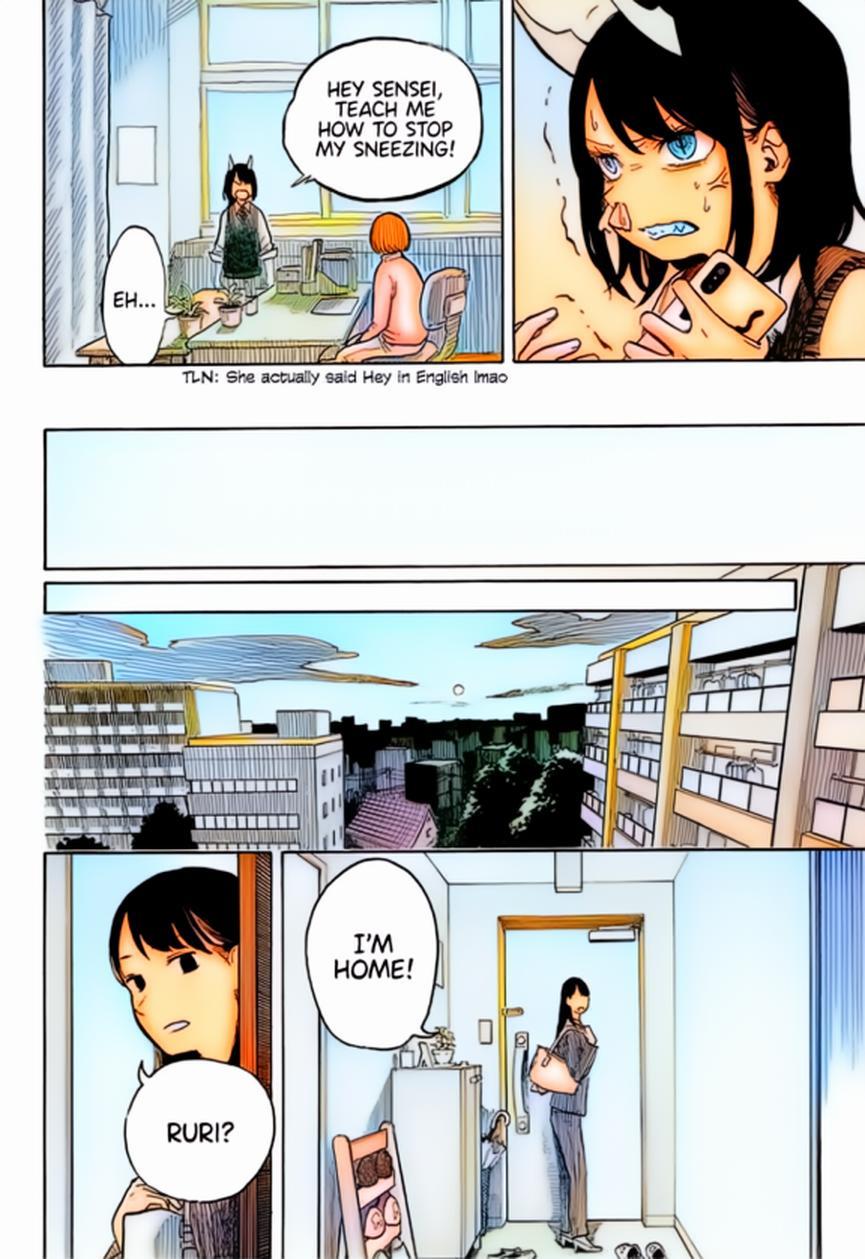 HEY SENSEI,
TEACH ME
HOW TO STOP
MY SNEEZING!
EH...
TLN: She actually said Hey in English lmao
I'M
HOME!
RURI?